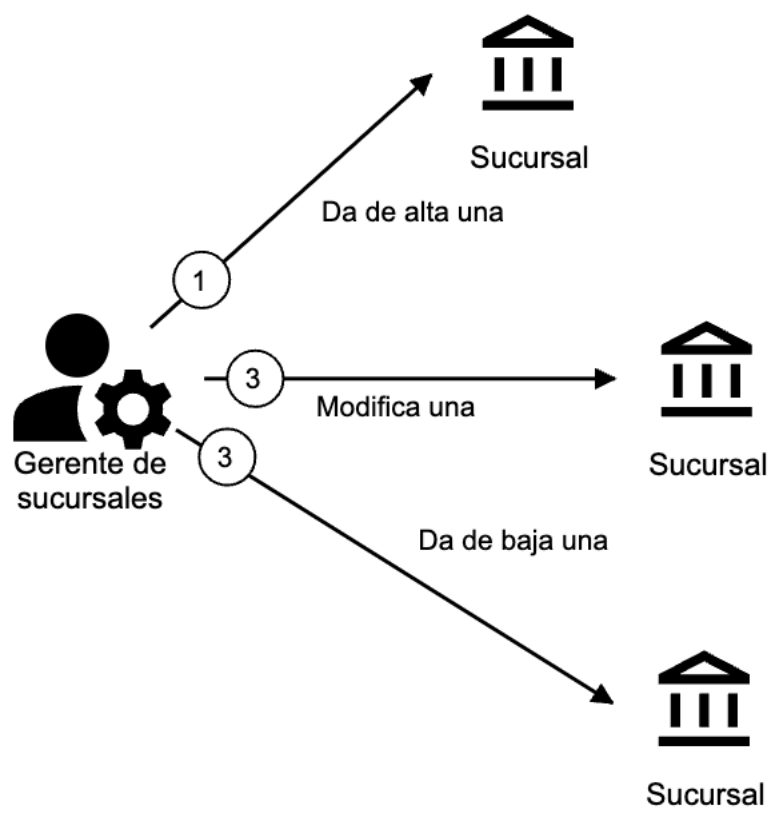 Sucursal
Da de alta una
1
3
Modifica una
Sucursal
Gerente de
sucursales
3
Da de baja una
Sucursal